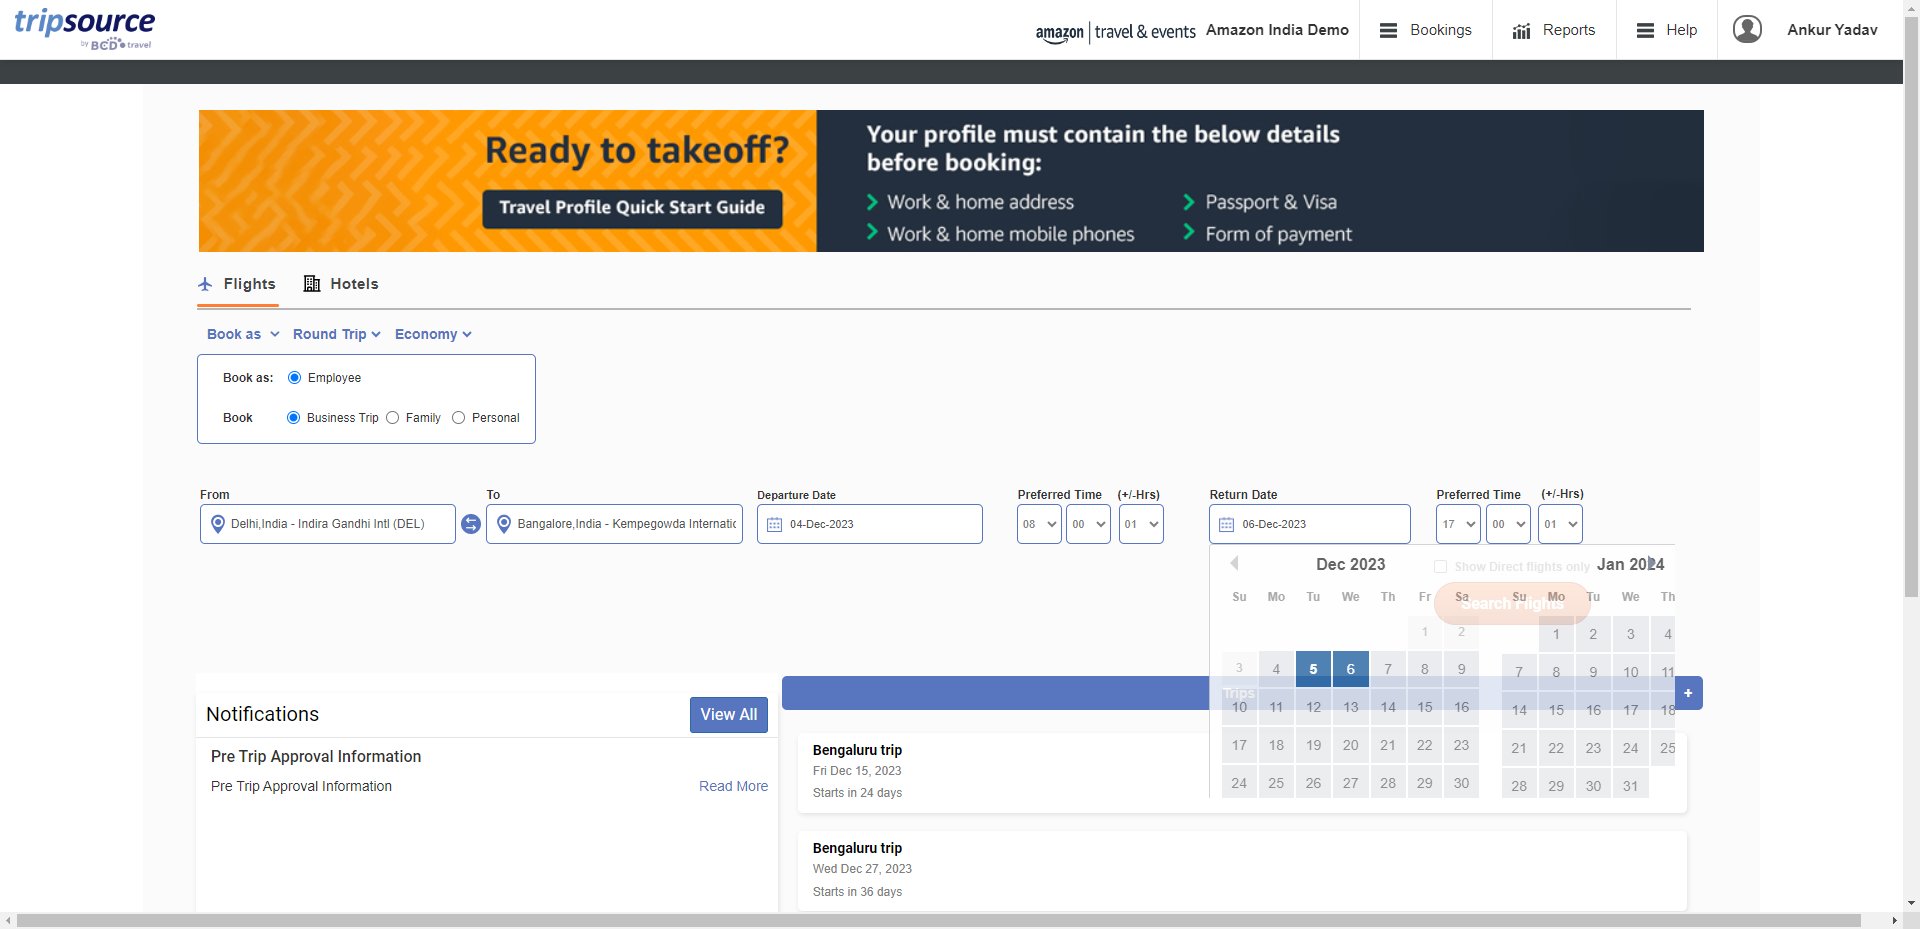 tripsource
by BCD travel
amazon | travel & events Amazon India Demo
Bookings
Reports
Help
Ankur Yadav
Ready to takeoff?
Travel Profile Quick Start Guide
Your profile must contain the below details
before booking:
Work & home address
Passport & Visa
Work & home mobile phones
Form of payment
Flights
Hotels
Book as
Round Trip
Economy
Book as:
Employee
Book
Business Trip
Family
Personal
From
To
Departure Date
Preferred Time
(+/-Hrs)
Return Date
Preferred Time
(+/-Hrs)
Delhi,India - Indira Gandhi Intl (DEL)
Bangalore,India - Kempegowda Internatic
04-Dec-2023
08
00
01
06-Dec-2023
17
00
01
Show Direct flights only
Search Flights
Dec 2023
Su Mo Tu We Th Fr Sa
1 2
3 4 5 6 7 8 9
10 11 12 13 14 15 16
17 18 19 20 21 22 23
24 25 26 27 28 29 30
Jan 2024
Su Mo Tu We Th
1 2 3 4
7 8 9 10 11
14 15 16 17 18
21 22 23 24 25
28 29 30 31
Notifications
View All
Pre Trip Approval Information
Pre Trip Approval Information
Read More
Trips
+
Bengaluru trip
Fri Dec 15, 2023
Starts in 24 days
Bengaluru trip
Wed Dec 27, 2023
Starts in 36 days